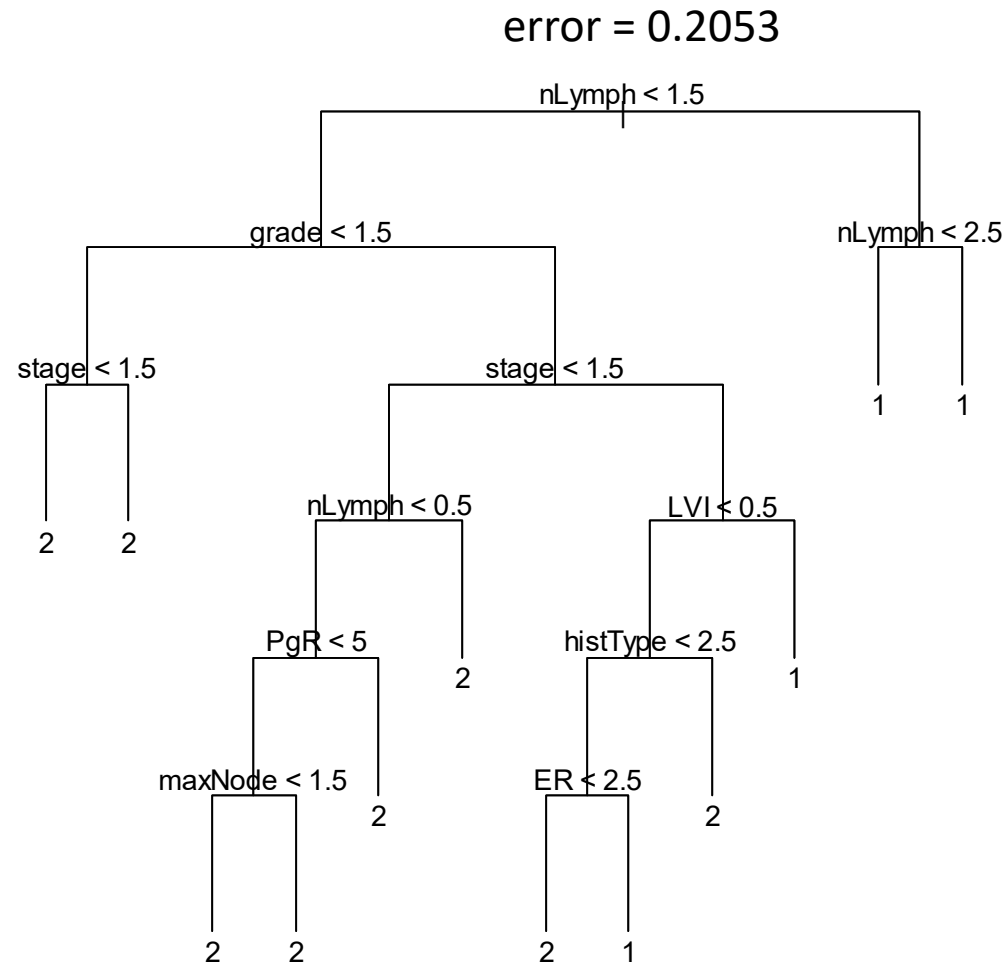 error = 0.2053
nLymph < 1.5
grade < 1.5
nLymph < 2.5
stage < 1.5
stage < 1.5
1
1
nLymph < 0.5
LVI < 0.5
2
2
PgR < 5
histType < 2.5
2
1
maxNode < 1.5
ER < 2.5
2
2
2
2
2
1